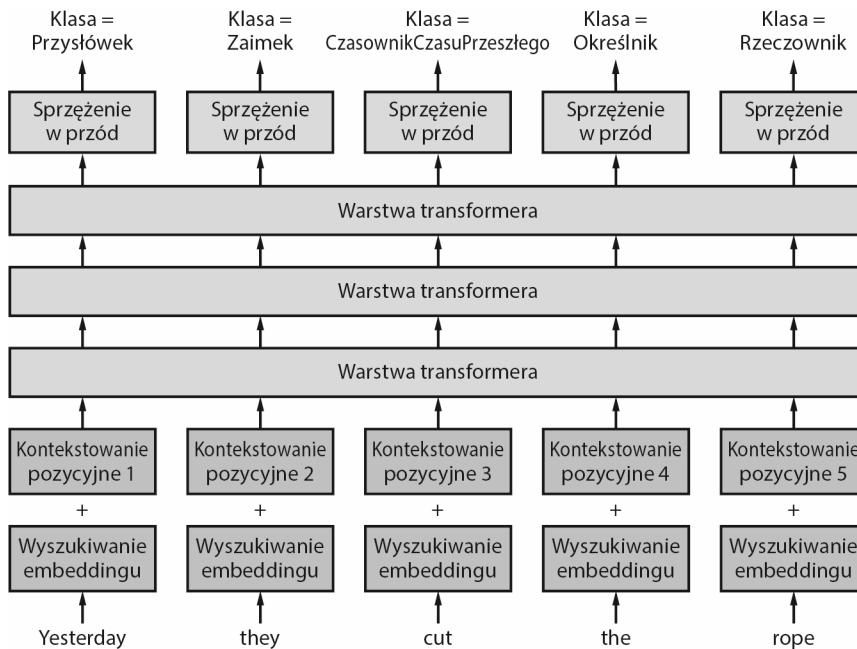 Klasa = Klasa = Klasa = Klasa = Klasa =
Przysłówek Zaimek CzasownikCzasuPrzeszłego Określnik Rzeczownik
Sprzężenie Sprzężenie Sprzężenie Sprzężenie Sprzężenie
w przód w przód w przód w przód w przód
Warstwa transformera
Warstwa transformera
Warstwa transformera
Kontekstowanie Kontekstowanie Kontekstowanie Kontekstowanie Kontekstowanie
pozycyjne 1 pozycyjne 2 pozycyjne 3 pozycyjne 4 pozycyjne 5
+ + + + +
Wyszukiwanie Wyszukiwanie Wyszukiwanie Wyszukiwanie Wyszukiwanie
embeddingu embeddingu embeddingu embeddingu embeddingu
Yesterday they cut the rope